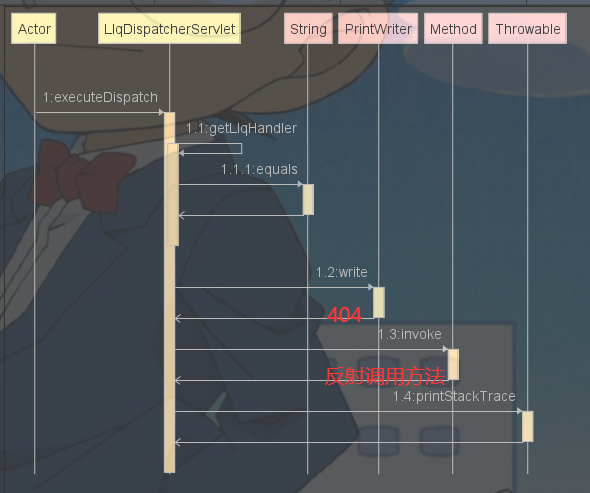 Actor LlqDispatcherServlet String PrintWriter Method Throwable
1:executeDispatch
1.1:getLlqHandler
1.1.1:equals
1.2:write
404
1.3:invoke
反射调用方法
1.4:printStackTrace